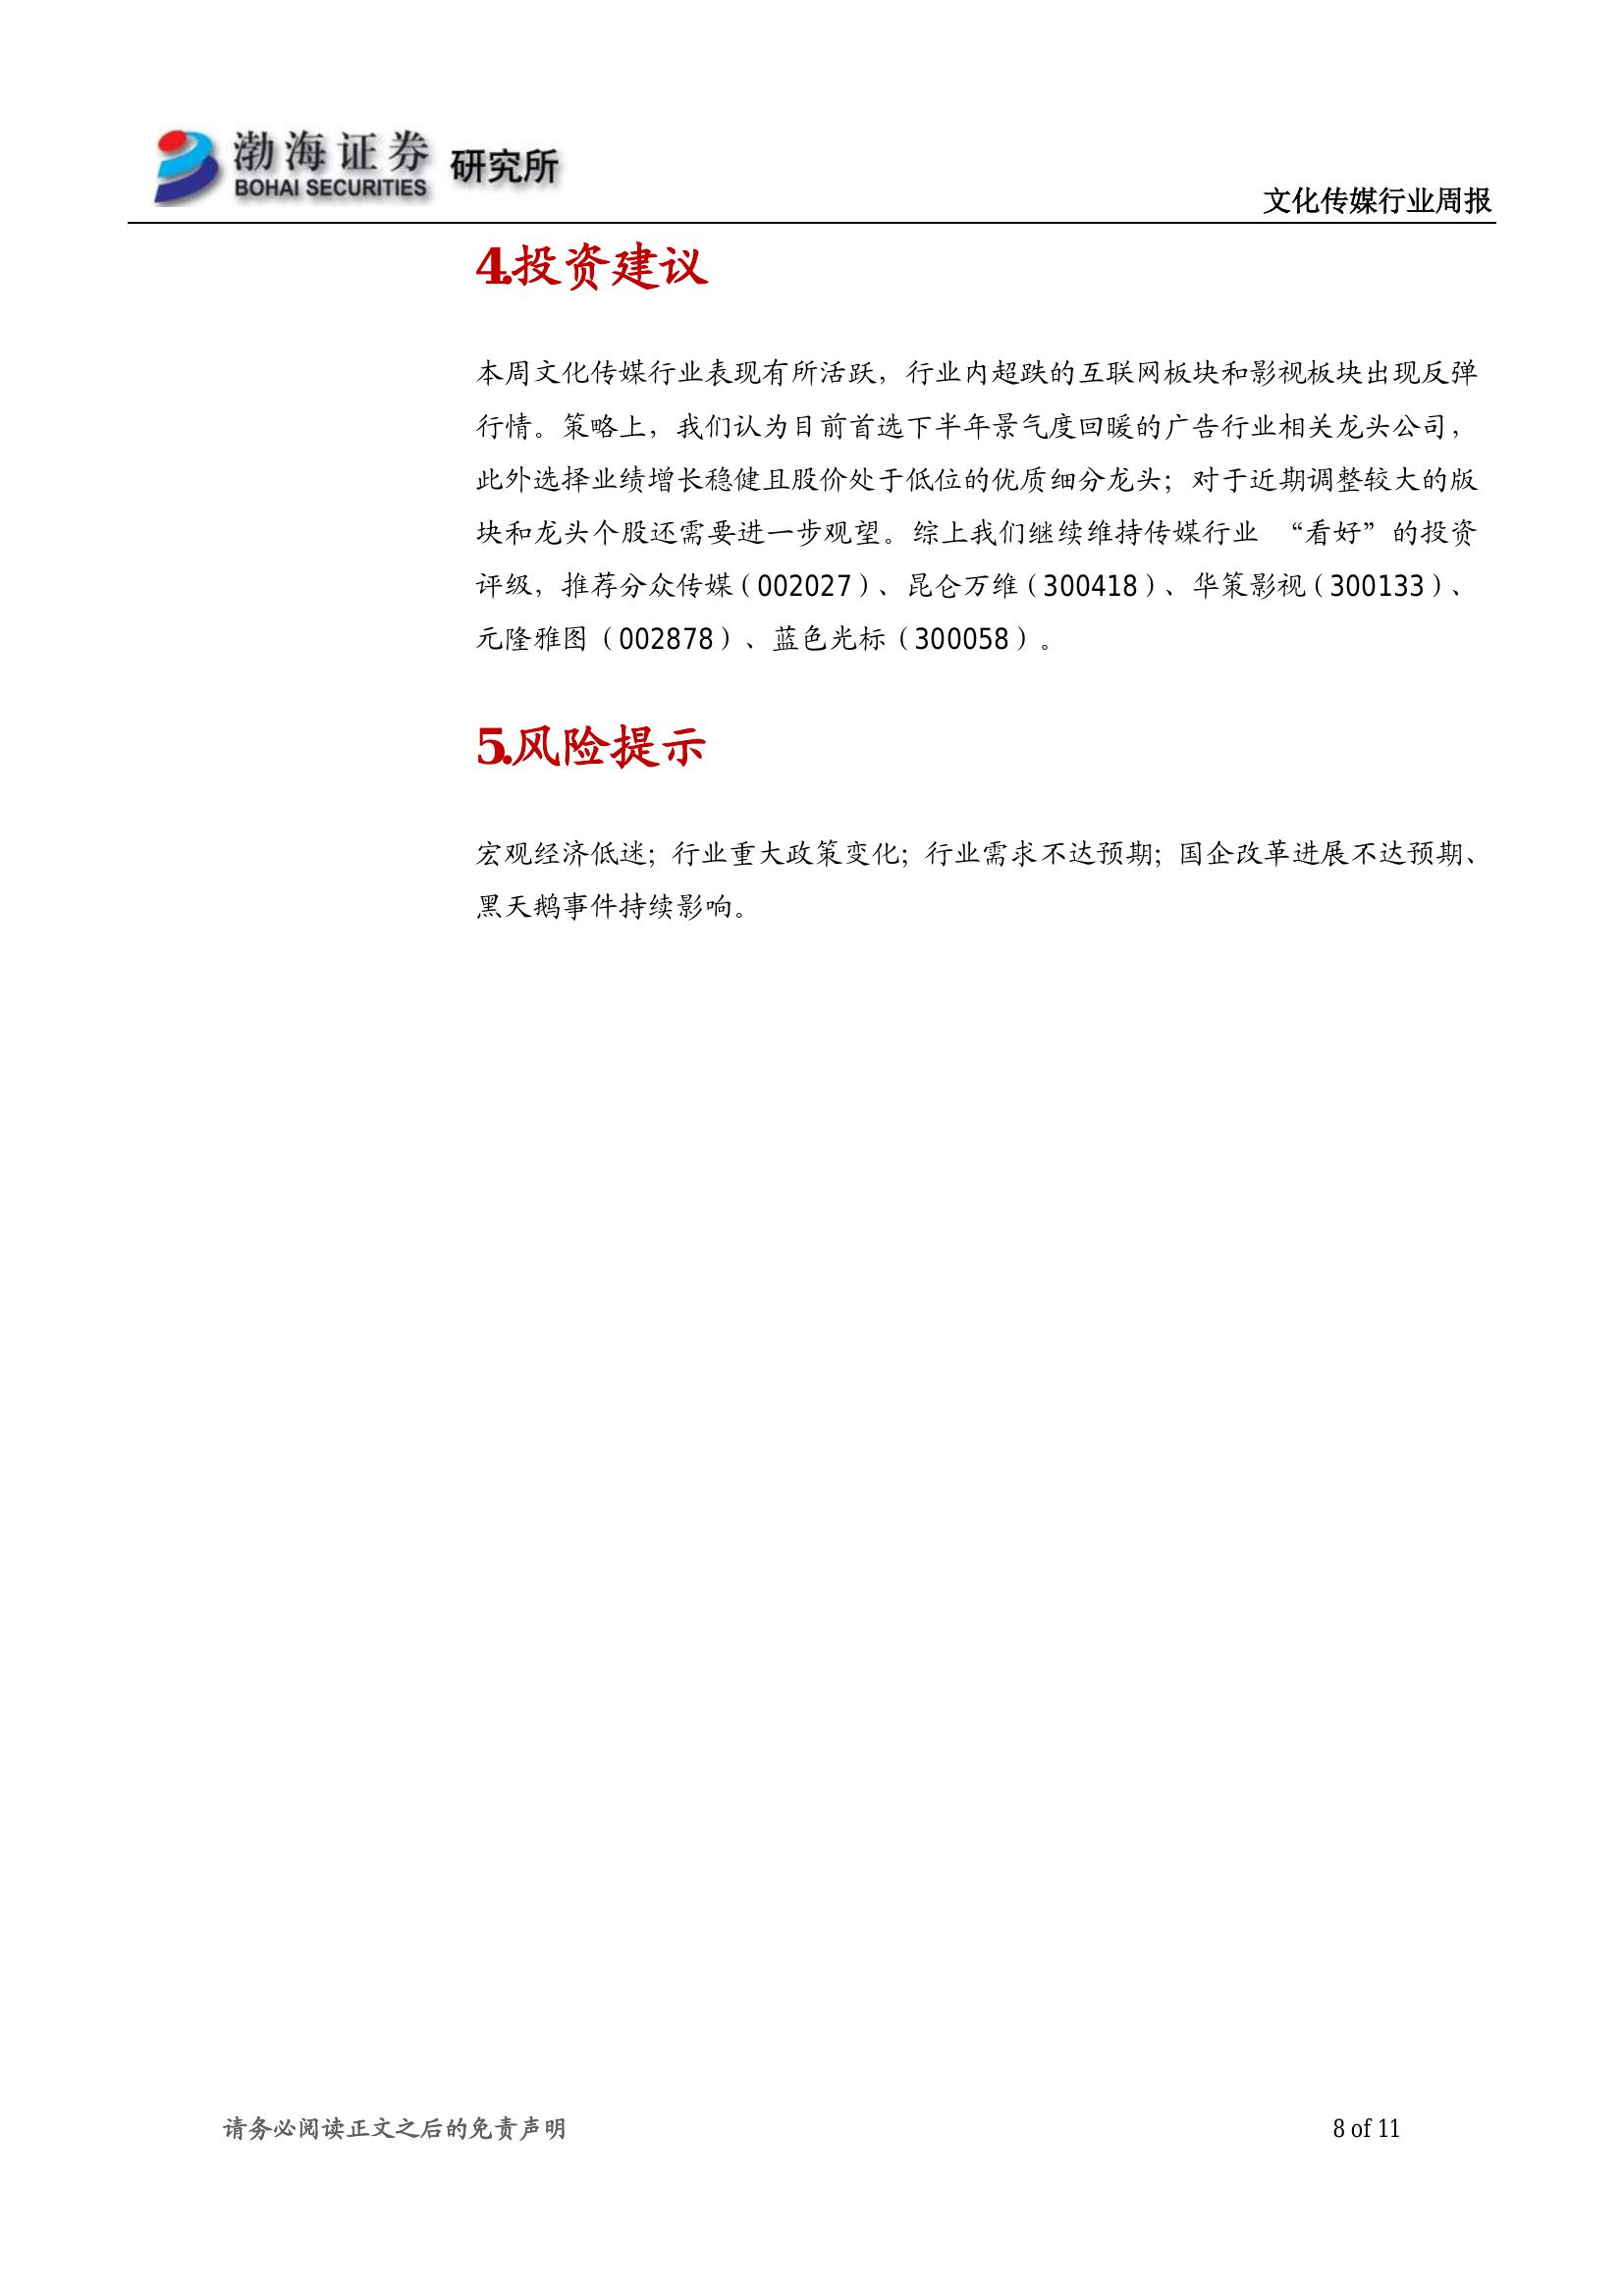 渤海证券 研究所
BOHAI SECURITIES
文化传媒行业周报
4.投资建议
本周文化传媒行业表现有所活跃，行业内超跌的互联网板块和影视板块出现反弹
行情。策略上，我们认为目前首选下半年景气度回暖的广告行业相关龙头公司，
此外选择业绩增长稳健且股价处于低位的优质细分龙头；对于近期调整较大的版
块和龙头个股还需要进一步观望。综上我们继续维持传媒行业 “看好”的投资
评级，推荐分众传媒（002027）、昆仑万维（300418）、华策影视（300133）、
元隆雅图（002878）、蓝色光标（300058）。
5.风险提示
宏观经济低迷；行业重大政策变化；行业需求不达预期；国企改革进展不达预期、
黑天鹅事件持续影响。
请务必阅读正文之后的免责声明
8 of 11